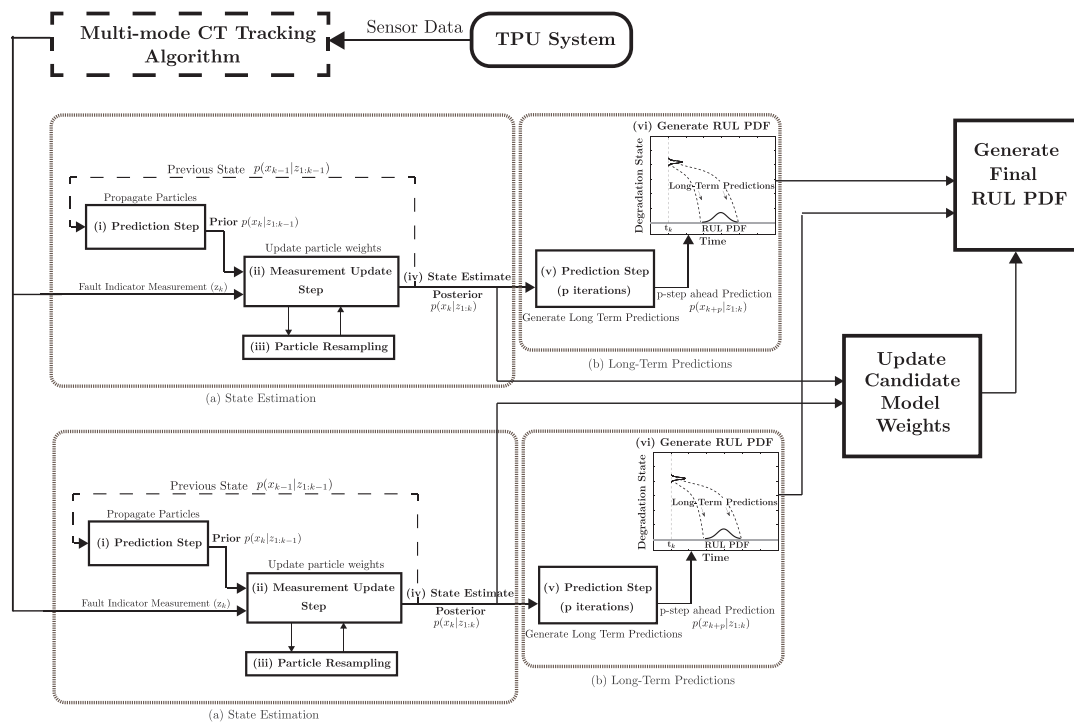 Multi-mode CT Tracking
Algorithm
Sensor Data
TPU System
Previous State p(x_{k−1}|z_{1:k−1})
Propagate Particles
(i) Prediction Step
Prior p(x_k|z_{1:k−1})
Update particle weights
(ii) Measurement Update
Step
Fault Indicator Measurement (z_k)
(iii) Particle Resampling
(iv) State Estimate
Posterior
p(x_k|z_{1:k})
(a) State Estimation
(v) Prediction Step
(p iterations)
Generate Long Term Predictions
p-step ahead Prediction
p(x_{k+p}|z_{1:k})
(vi) Generate RUL PDF
Degradation State
Long-Term Predictions
t_k
RUL PDF
Time
(b) Long-Term Predictions
Generate
Final
RUL PDF
Update
Candidate
Model
Weights
Previous State p(x_{k−1}|z_{1:k−1})
Propagate Particles
(i) Prediction Step
Prior p(x_k|z_{1:k−1})
Update particle weights
(ii) Measurement Update
Step
Fault Indicator Measurement (z_k)
(iii) Particle Resampling
(iv) State Estimate
Posterior
p(x_k|z_{1:k})
(a) State Estimation
(v) Prediction Step
(p iterations)
Generate Long Term Predictions
p-step ahead Prediction
p(x_{k+p}|z_{1:k})
(vi) Generate RUL PDF
Degradation State
Long-Term Predictions
t_k
RUL PDF
Time
(b) Long-Term Predictions